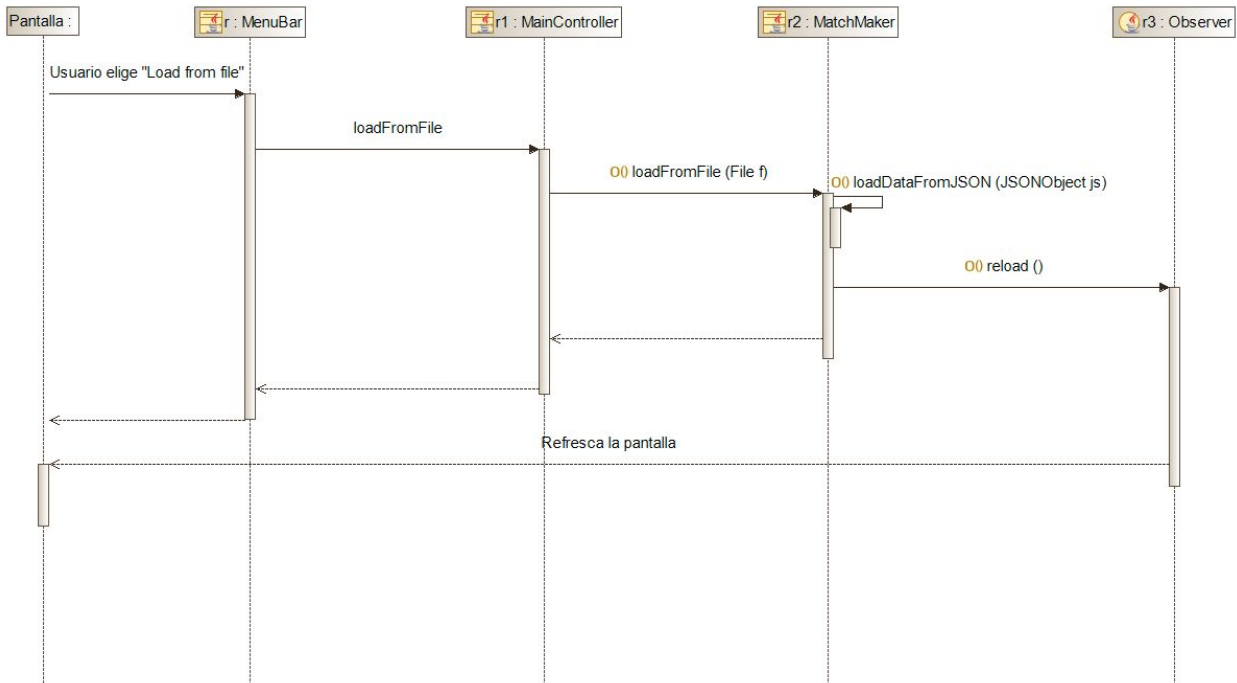 Pantalla :
r : MenuBar
r1 : MainController
r2 : MatchMaker
r3 : Observer
Usuario elige "Load from file"
loadFromFile
O() loadFromFile (File f)
O() loadDataFromJSON (JSONObject js)
O() reload ()
Refresca la pantalla